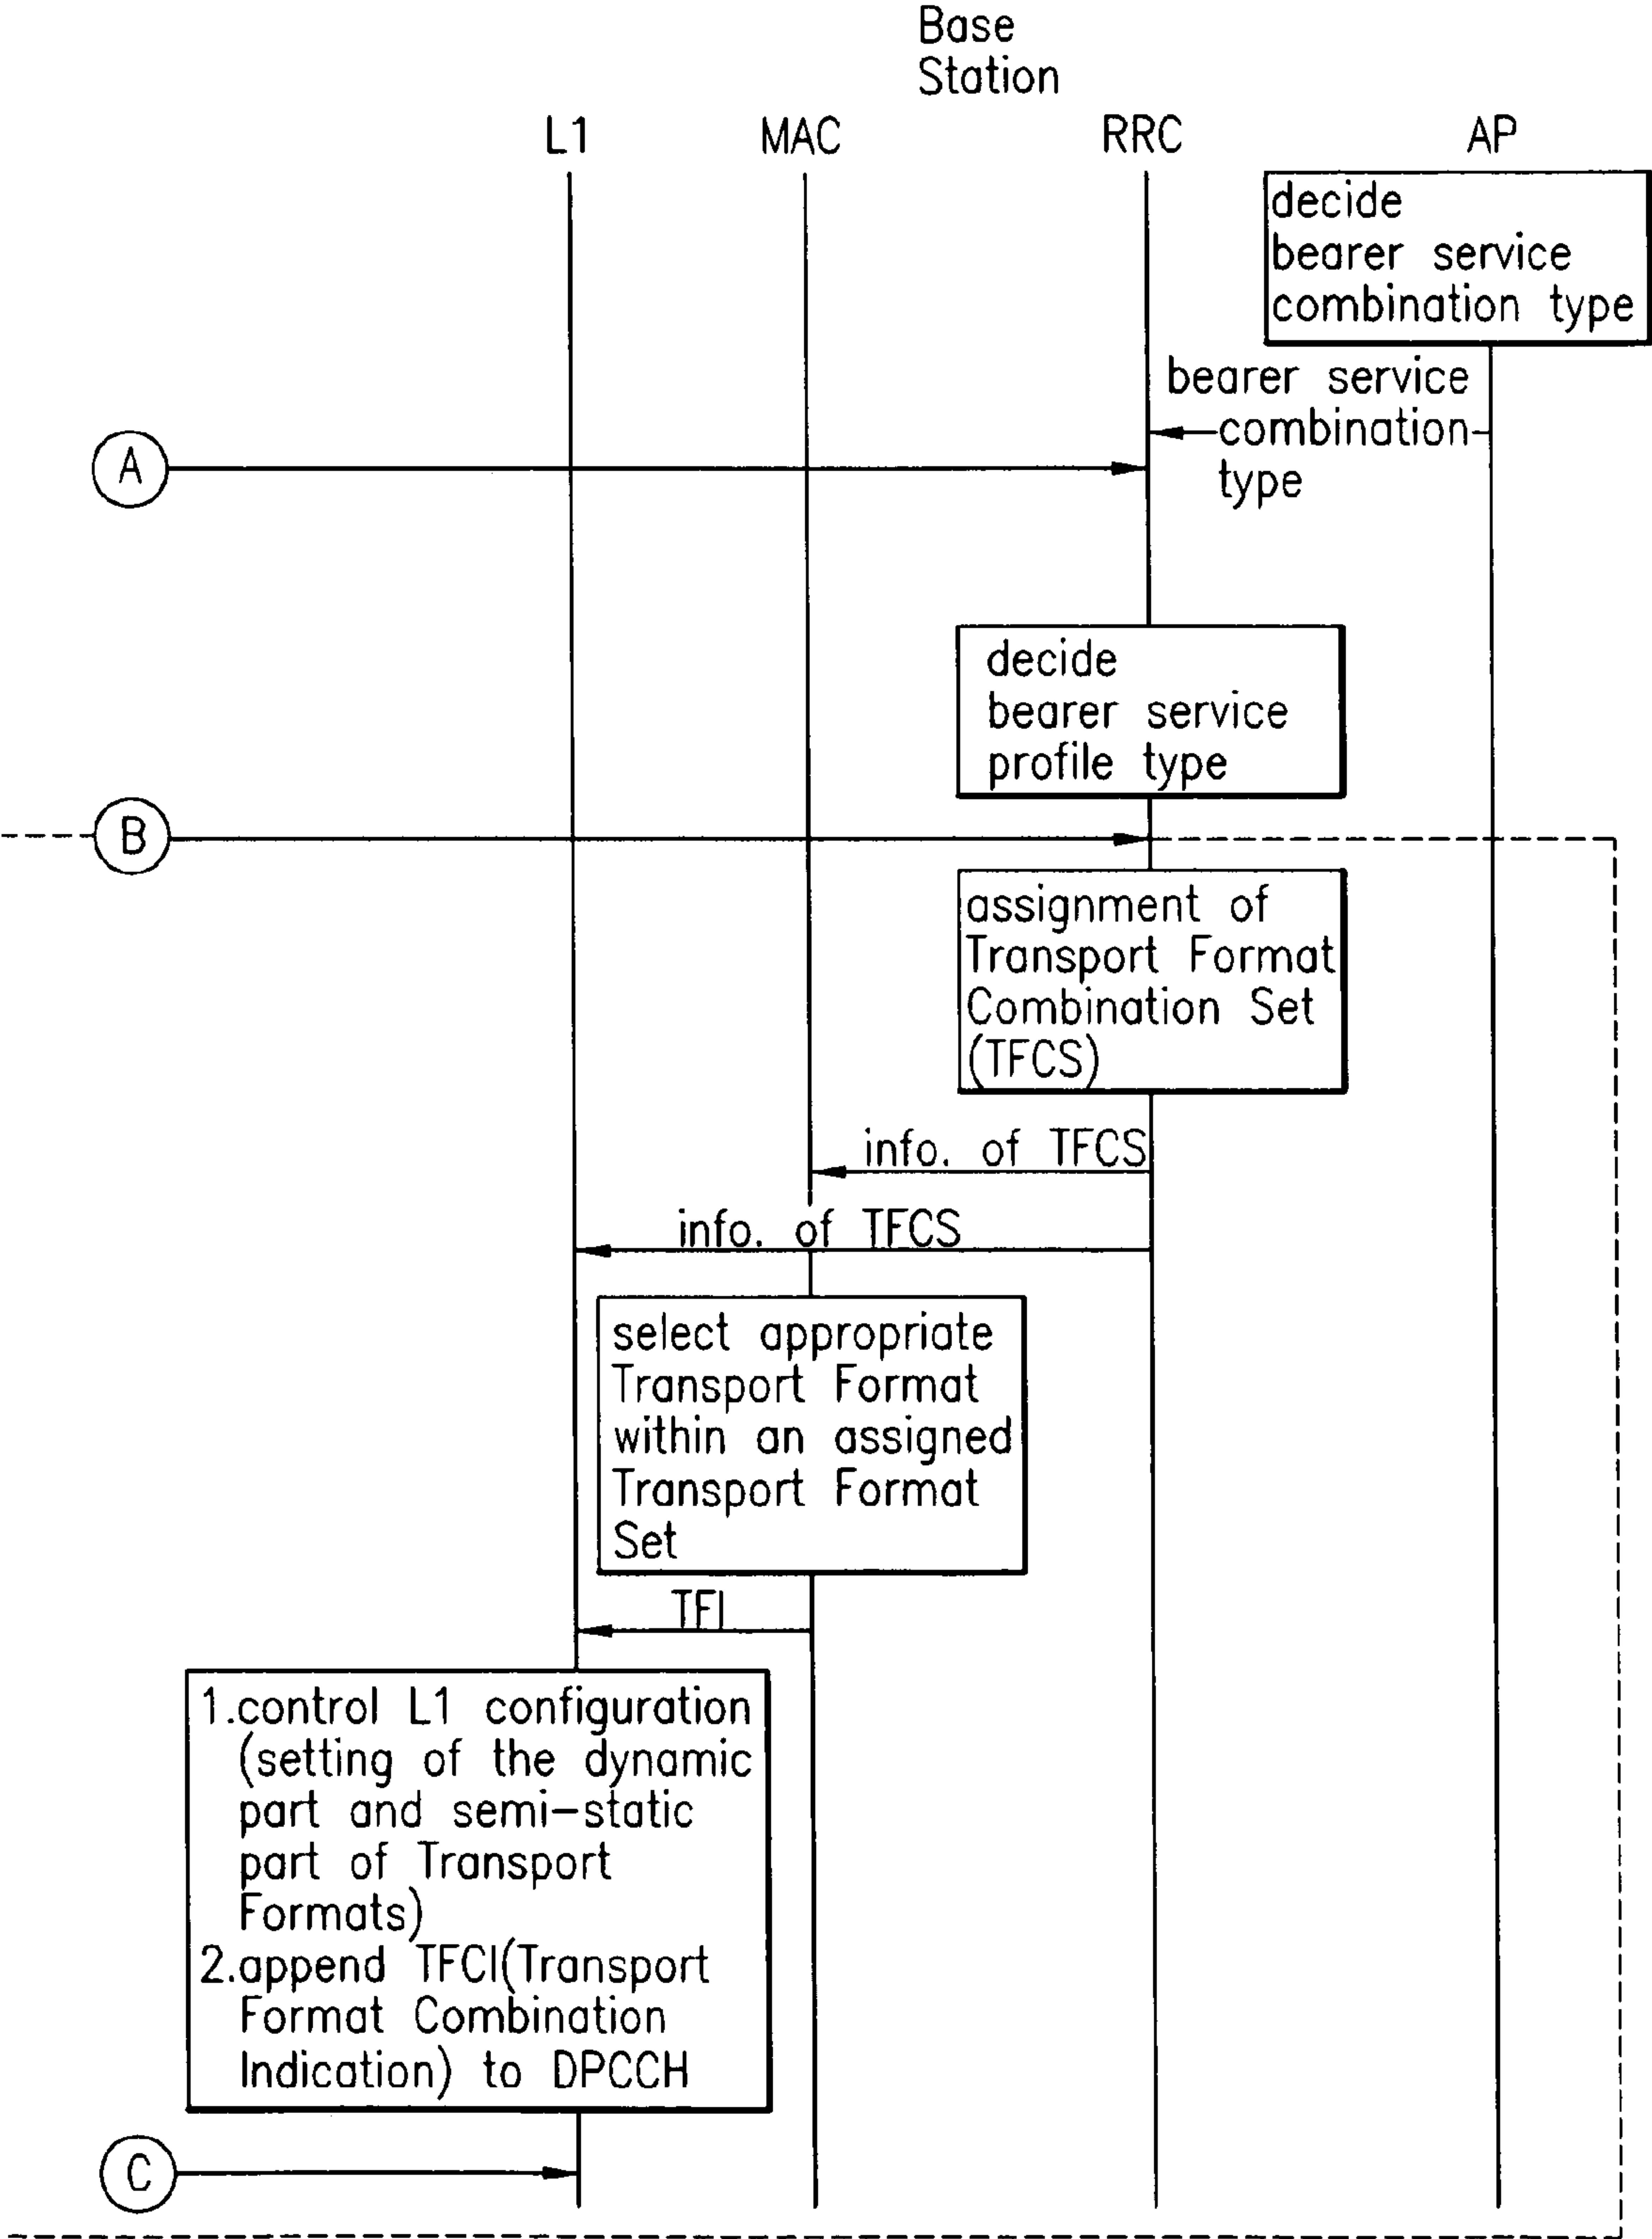 Base
Station
L1
MAC
RRC
AP
decide
bearer service
combination type
bearer service
combination
type
A
decide
bearer service
profile type
B
assignment of
Transport Format
Combination Set
(TFCS)
info. of TFCS
info. of TFCS
select appropriate
Transport Format
within an assigned
Transport Format
Set
TFI
1.control L1 configuration
(setting of the dynamic
part and semi-static
part of Transport
Formats)
2.append TFCI(Transport
Format Combination
Indication) to DPCCH
C